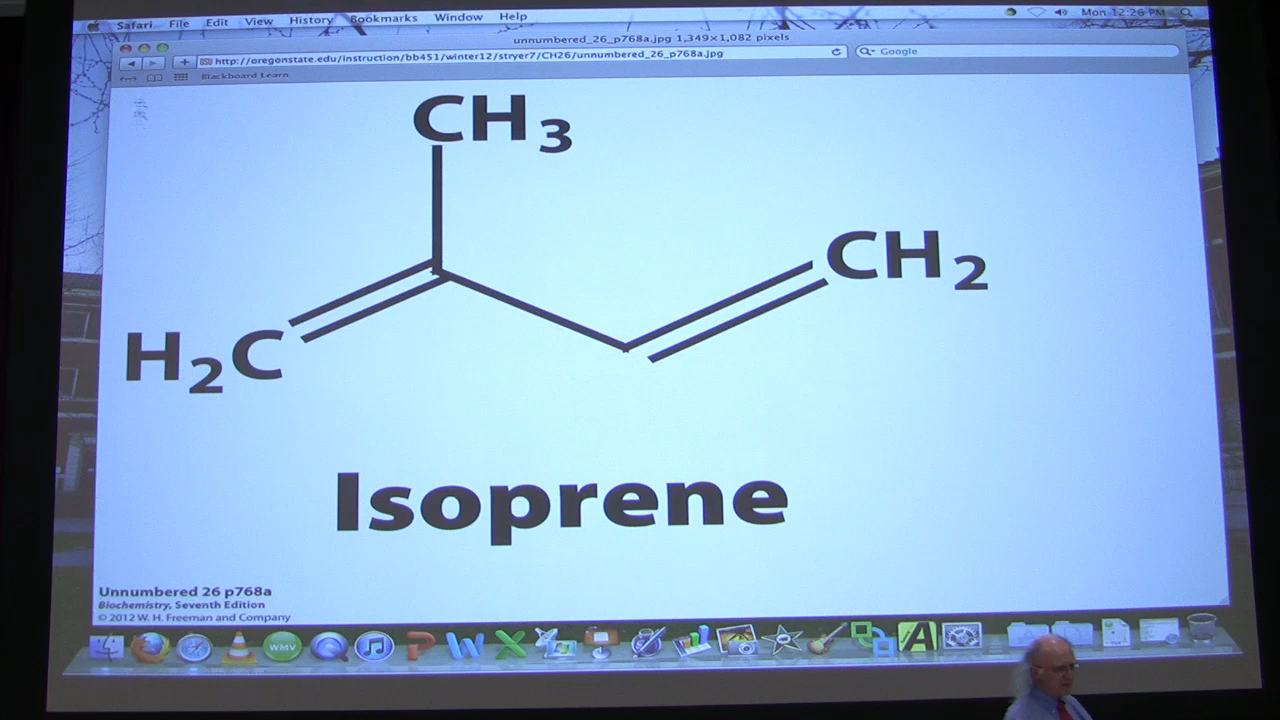 Safari File Edit View History Bookmarks Window Help Mon 12:26 PM
unnumbered_26_p768a.jpg 1,349×1,082 pixels
http://oregonstate.edu/instruction/bb451/winter12/stryer7/CH26/unnumbered_26_p768a.jpg Google
Blackboard Learn
CH3
CH2
H2C
Isoprene
Unnumbered 26 p768a
Biochemistry, Seventh Edition
© 2012 W. H. Freeman and Company
WMV